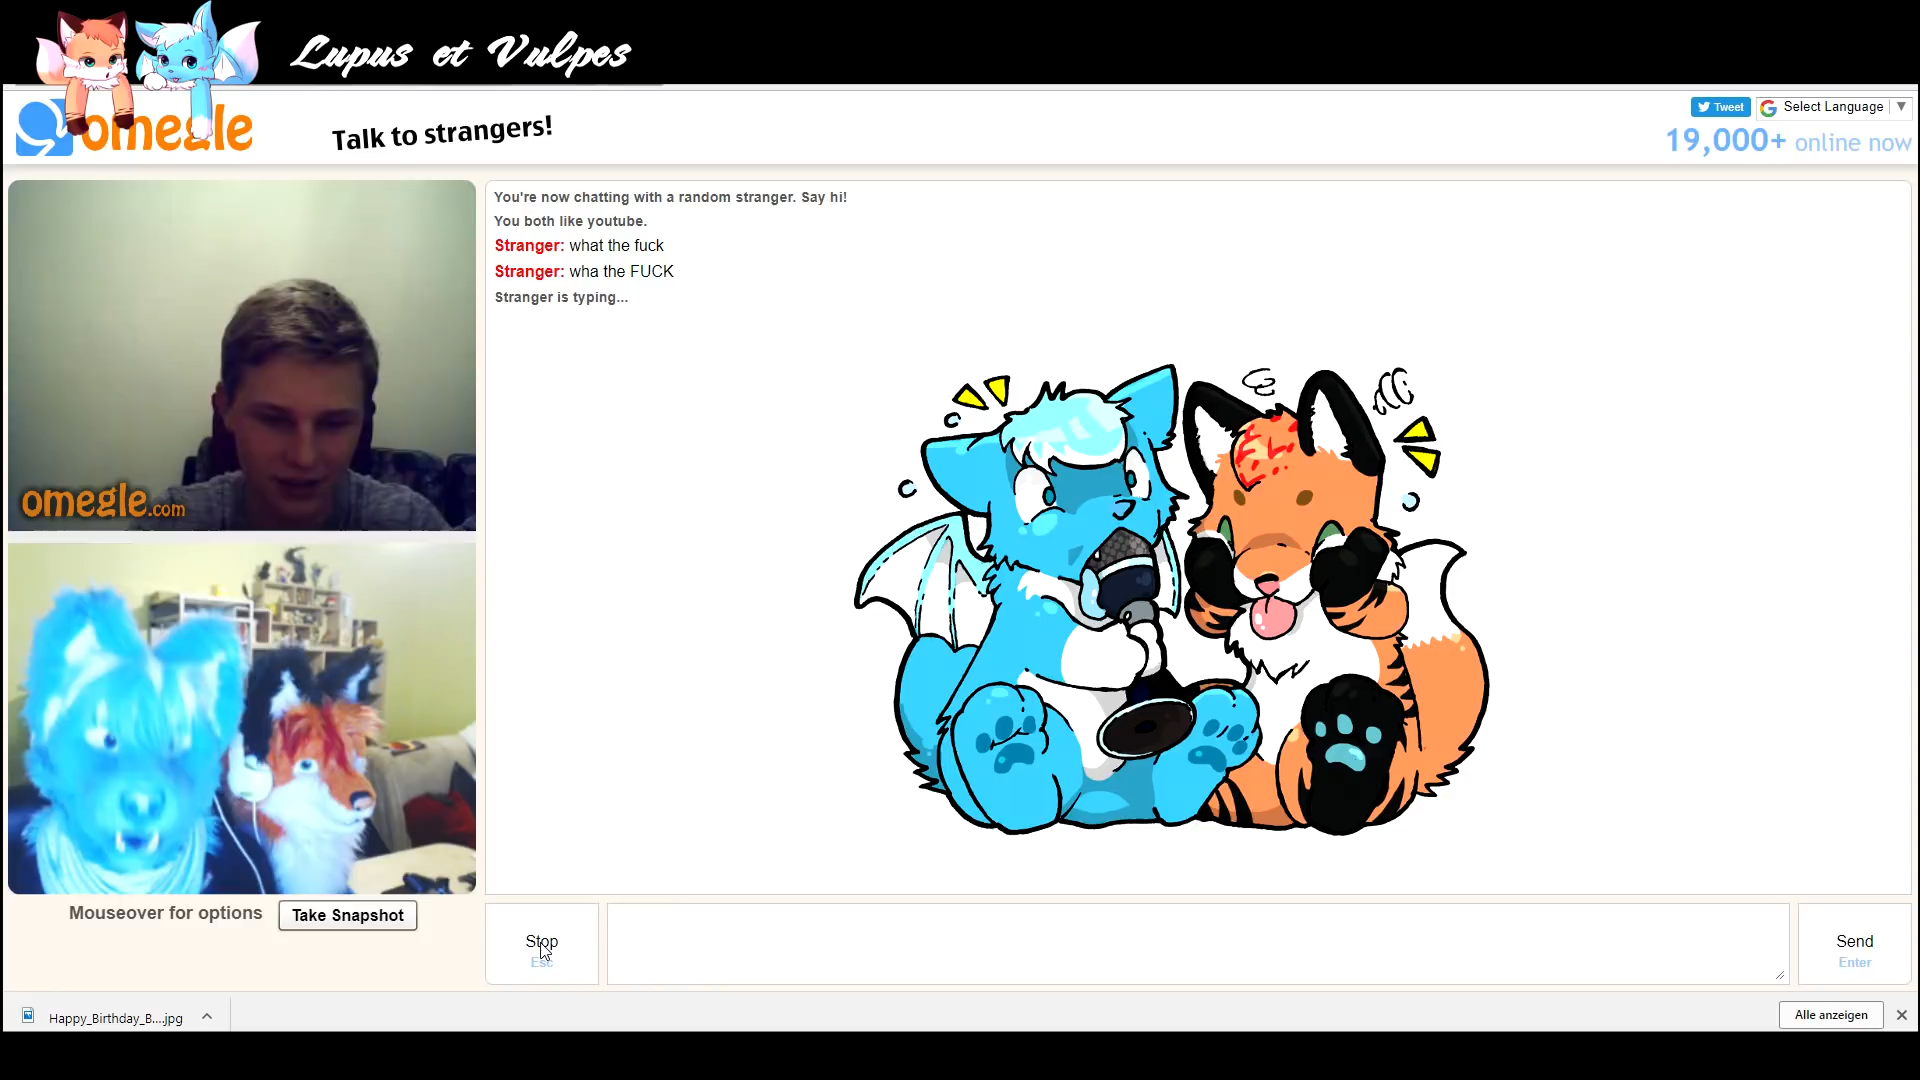 Lupus et Vulpes
omegle
Talk to strangers!
Tweet
Select Language
19,000+ online now
omegle.com
You're now chatting with a random stranger. Say hi!
You both like youtube.
Stranger: what the fuck
Stranger: wha the FUCK
Stranger is typing...
Mouseover for options
Take Snapshot
Stop
Esc
Send
Enter
Happy_Birthday_B....jpg
Alle anzeigen